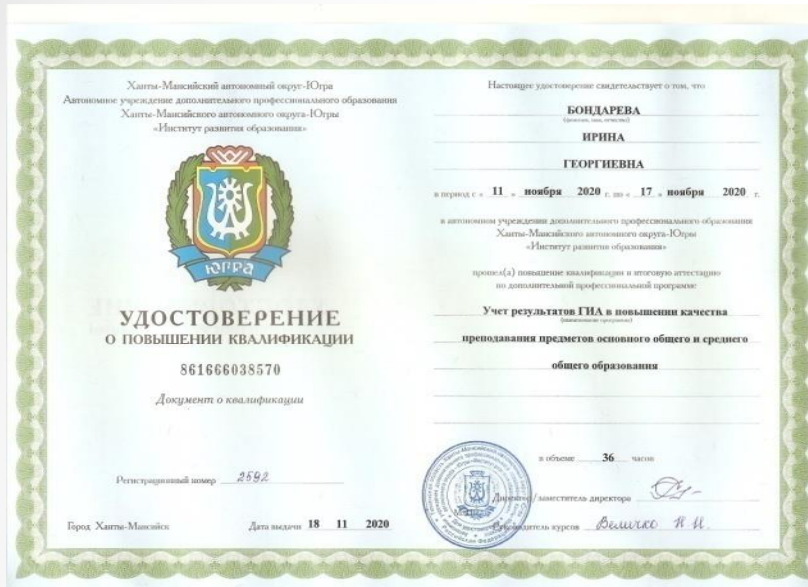 Ханты-Мансийский автономный округ-Югра
Автономное учреждение дополнительного профессионального образования
Ханты-Мансийского автономного округа-Югры
«Институт развития образования»
ЮГРА
УДОСТОВЕРЕНИЕ
О ПОВЫШЕНИИ КВАЛИФИКАЦИИ
861666038570
Документ о квалификации
Регистрационный номер 2592
Город Ханты-Мансийск Дата выдачи 18 11 2020
Настоящее удостоверение свидетельствует о том, что
БОНДАРЕВА
(фамилия, имя, отчество)
ИРИНА
ГЕОРГИЕВНА
в период с « 11 » ноября 2020 г. по « 17 » ноября 2020 г.
в автономном учреждении дополнительного профессионального образования
Ханты-Мансийского автономного округа-Югры
«Институт развития образования»
прошел(а) повышение квалификации и итоговую аттестацию
по дополнительной профессиональной программе
Учет результатов ГИА в повышении качества
(наименование программы)
преподавания предметов основного общего и среднего
общего образования
в объеме 36 часов
Директор/заместитель директора
Руководитель курсов Величко Н И.